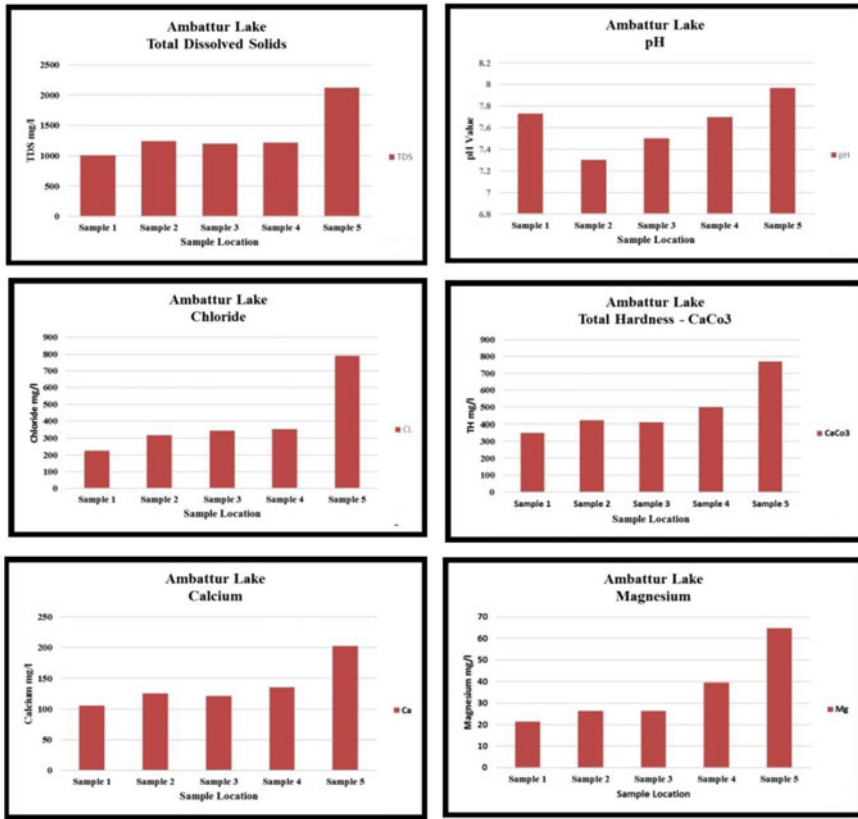 Ambattur Lake
Total Dissolved Solids
2500
2000
1500
1000
500
0
TDS mg/l
Sample 1 Sample 2 Sample 3 Sample 4 Sample 5
Sample Location
TDS
Ambattur Lake
pH
8.2
8
7.8
7.6
7.4
7.2
7
6.8
pH Value
Sample 1 Sample 2 Sample 3 Sample 4 Sample 5
Sample Location
pH
Ambattur Lake
Chloride
900
800
700
600
500
400
300
200
100
0
Chloride mg/l
Sample 1 Sample 2 Sample 3 Sample 4 Sample 5
Sample Location
CL
Ambattur Lake
Total Hardness - CaCo3
900
800
700
600
500
400
300
200
100
0
TH mg/l
Sample 1 Sample 2 Sample 3 Sample 4 Sample 5
Sample Location
CaCo3
Ambattur Lake
Calcium
250
200
150
100
50
0
Calcium mg/l
Sample 1 Sample 2 Sample 3 Sample 4 Sample 5
Sample Location
Ca
Ambattur Lake
Magnesium
70
60
50
40
30
20
10
0
Magnesium mg/l
Sample 1 Sample 2 Sample 3 Sample 4 Sample 5
Sample Location
Mg